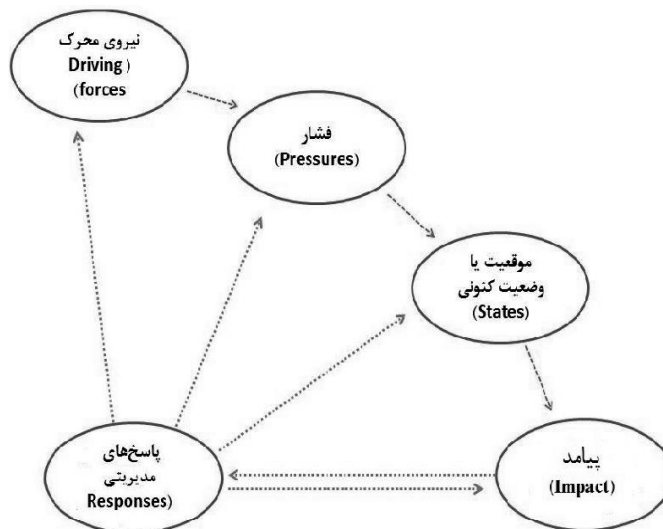 نیروی محرک
Driving )
(forces
فشار
(Pressures)
موقعیت یا
وضعیت کنونی
(States)
پیامد
(Impact)
پاسخ‌های
مدیریتی
Responses)